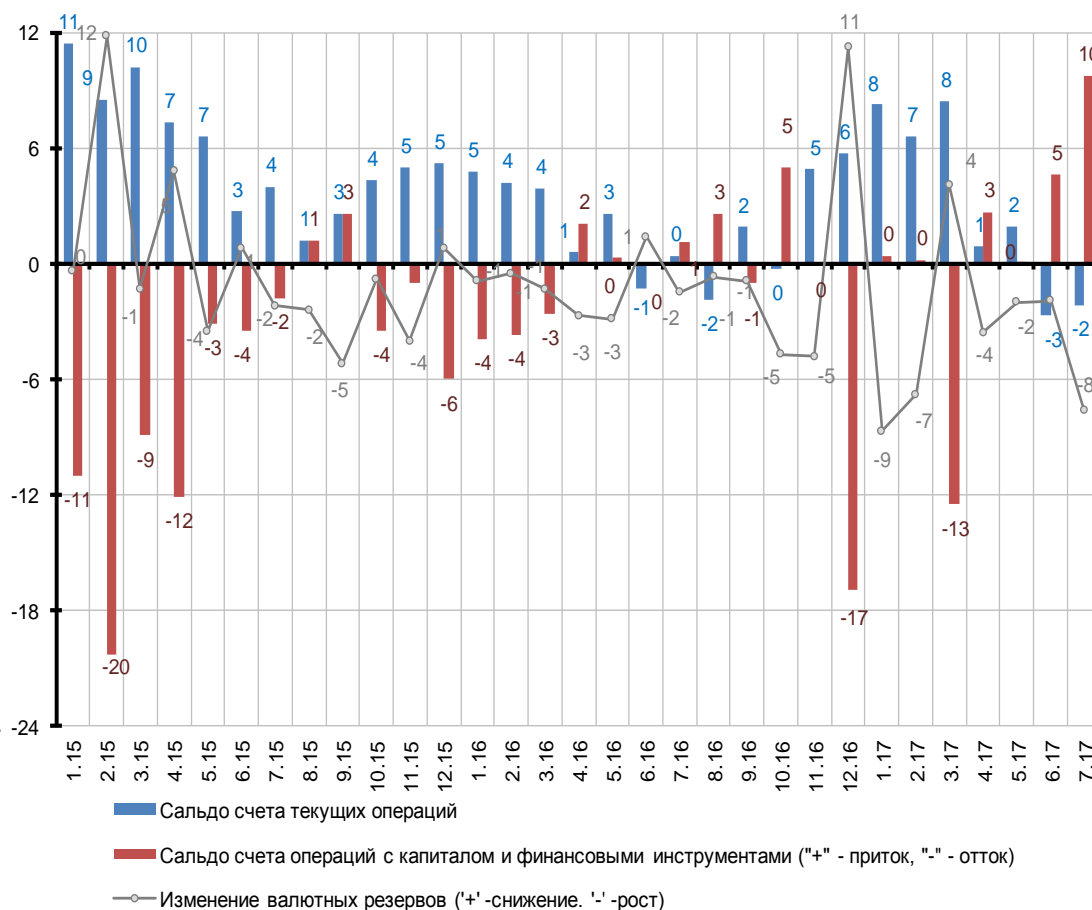 12
6
0
-6
-12
-18
-24
11 9 10 7 7 3 4 1 3 4 5 5 5 4 4 1 3 -1 0 -2 2 0 5 6 8 7 8 1 2 -3 -2
-11 -20 -9 -12 -3 -4 -2 1 3 -4 -6 -4 -4 -3 2 0 0 1 3 -1 5 0 -17 0 0 -13 3 0 5 10
0 12 -1 -4 -2 -2 -5 -4 -1 -1 -1 -3 -3 1 -2 -1 -1 -5 -5 11 -9 -7 4 -4 -2 -8
1.15 2.15 3.15 4.15 5.15 6.15 7.15 8.15 9.15 10.15 11.15 12.15 1.16 2.16 3.16 4.16 5.16 6.16 7.16 8.16 9.16 10.16 11.16 12.16 1.17 2.17 3.17 4.17 5.17 6.17 7.17
Сальдо счета текущих операций
Сальдо счета операций с капиталом и финансовыми инструментами ("+" - приток, "-" - отток)
Изменение валютных резервов ('+' -снижение. '-' -рост)